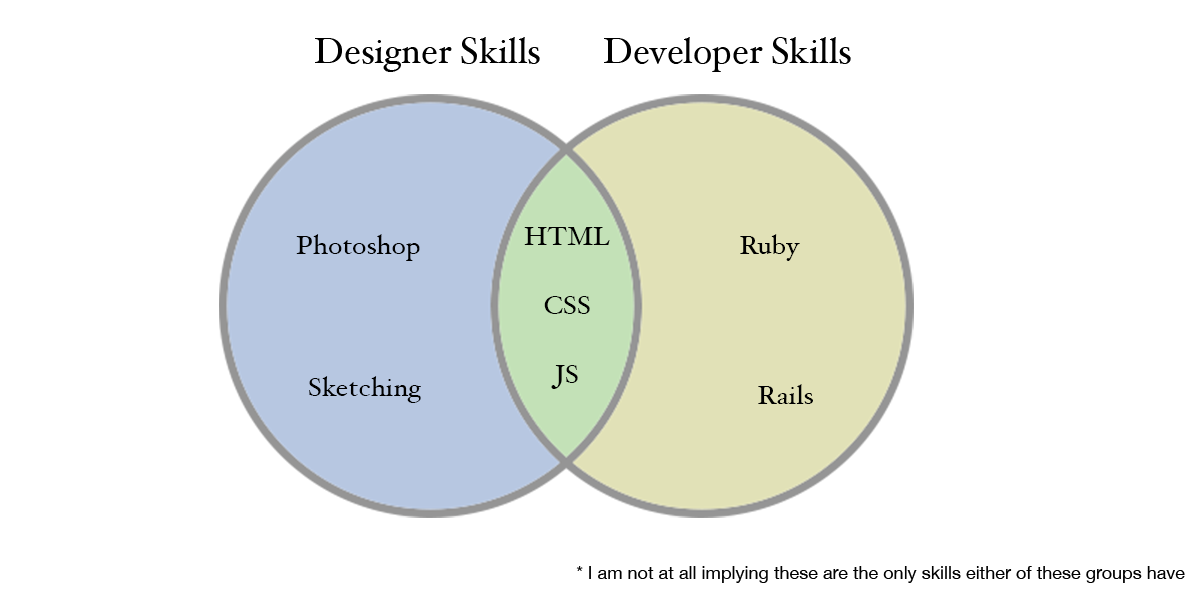 Designer Skills
Developer Skills
Photoshop
Sketching
HTML
CSS
JS
Ruby
Rails
* I am not at all implying these are the only skills either of these groups have